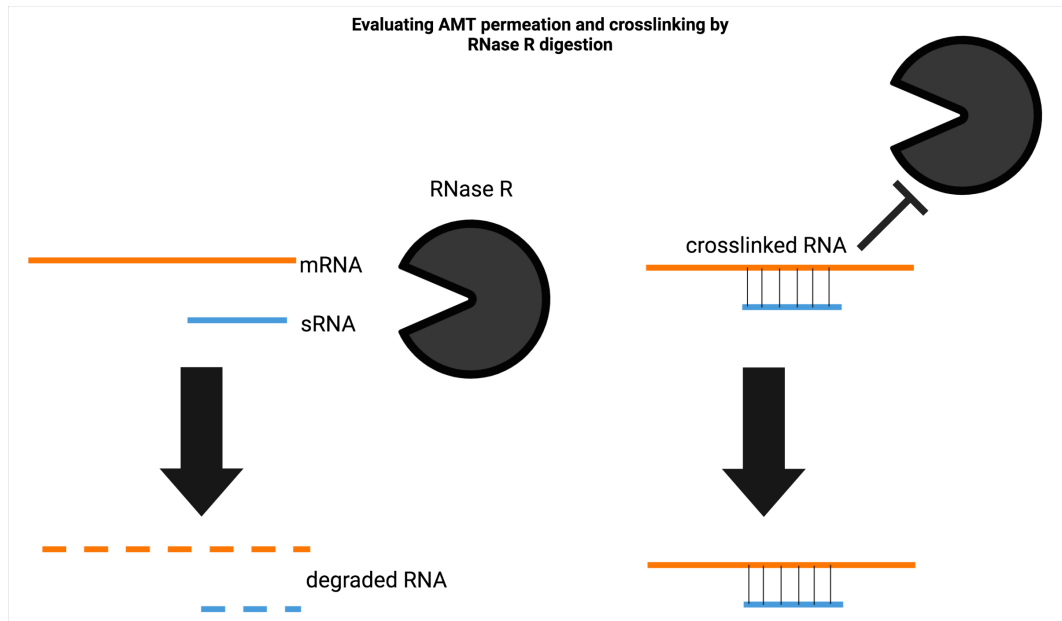 Evaluating AMT permeation and crosslinking by
RNase R digestion
RNase R
mRNA
sRNA
crosslinked RNA
degraded RNA